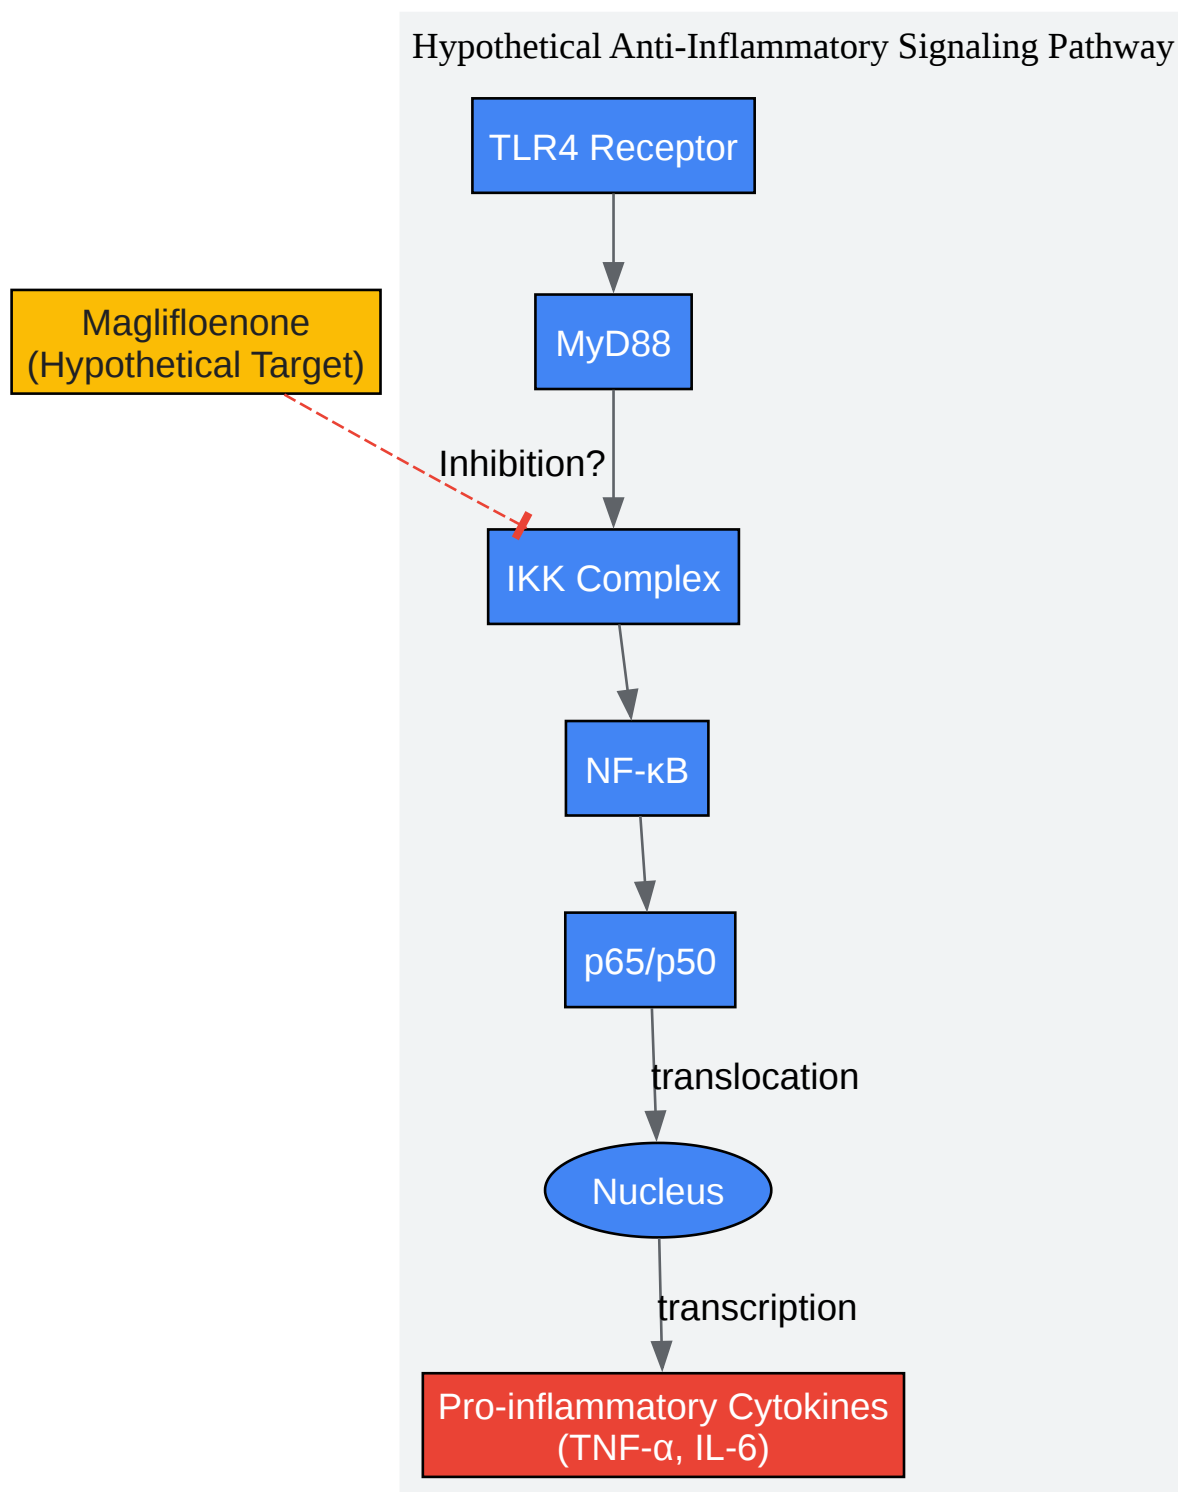 Hypothetical Anti-Inflammatory Signaling Pathway
TLR4 Receptor
Maglifloenone
(Hypothetical Target)
MyD88
Inhibition?
IKK Complex
NF-κB
p65/p50
translocation
Nucleus
transcription
Pro-inflammatory Cytokines
(TNF-α, IL-6)